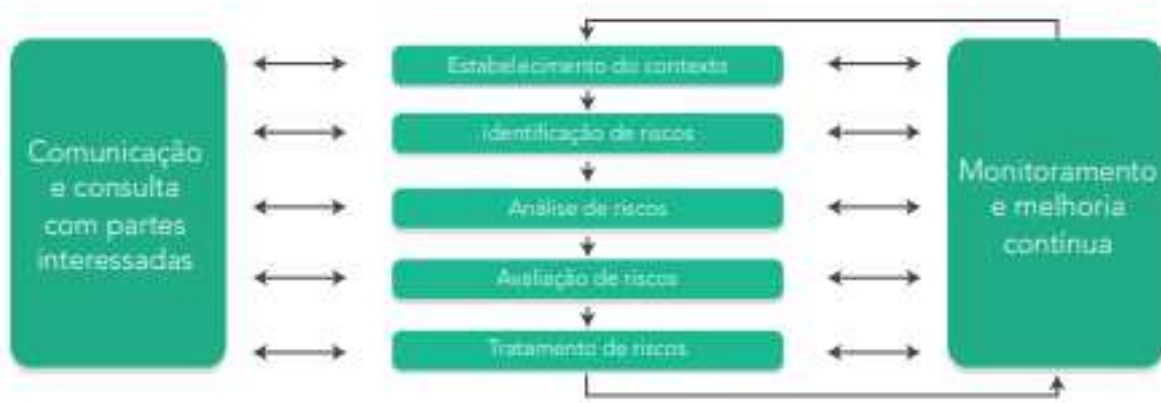 Comunicação
e consulta
com partes
interessadas
Estabelecimento do contexto
Identificação de riscos
Análise de riscos
Avaliação de riscos
Tratamento de riscos
Monitoramento
e melhoria
contínua